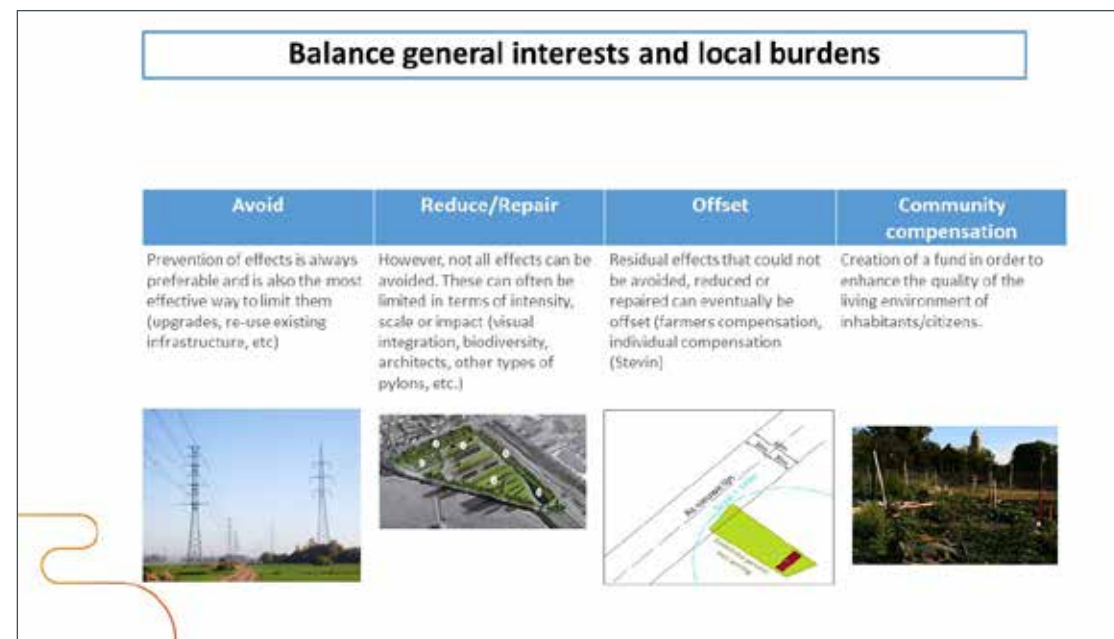 Balance general interests and local burdens
Avoid
Prevention of effects is always
preferable and is also the most
effective way to limit them
(upgrades, re-use existing
infrastructure, etc)
Reduce/Repair
However, not all effects can be
avoided. These can often be
limited in terms of intensity,
scale or impact (visual
integration, biodiversity,
architects, other types of
pylons, etc.)
Offset
Residual effects that could not
be avoided, reduced or
repaired can eventually be
offset (farmers compensation,
individual compensation
(Stevin)
Community
compensation
Creation of a fund in order to
enhance the quality of the
living environment of
inhabitants/citizens.